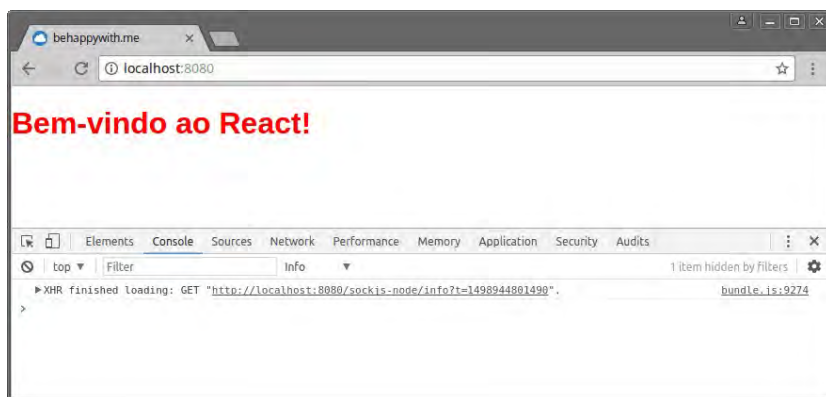 behappywith.me
localhost:8080
Bem-vindo ao React!
Elements Console Sources Network Performance Memory Application Security Audits
top Filter Info 1 item hidden by filters
XHR finished loading: GET "http://localhost:8080/sockjs-node/info?t=1498944801490". bundle.js:9274
>